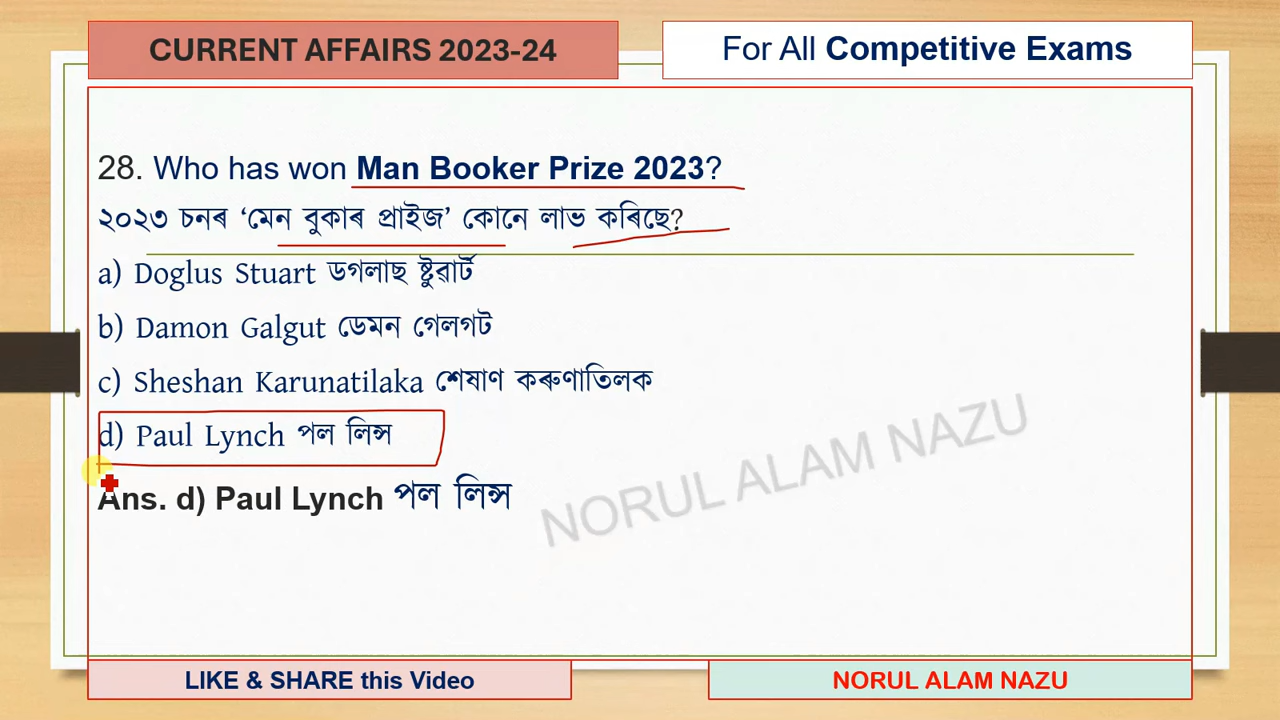 CURRENT AFFAIRS 2023-24
For All Competitive Exams
28. Who has won Man Booker Prize 2023?
২০২৩ চনৰ ‘মেন বুকাৰ প্ৰাইজ’ কোনে লাভ কৰিছে?
a) Doglus Stuart ডগলাছ ষ্টুৱাৰ্ট
b) Damon Galgut ডেমন গেলগট
c) Sheshan Karunatilaka শেষাণ কৰুণাতিলক
d) Paul Lynch পল লিন্স
Ans. d) Paul Lynch পল লিন্স
NORUL ALAM NAZU
LIKE & SHARE this Video
NORUL ALAM NAZU